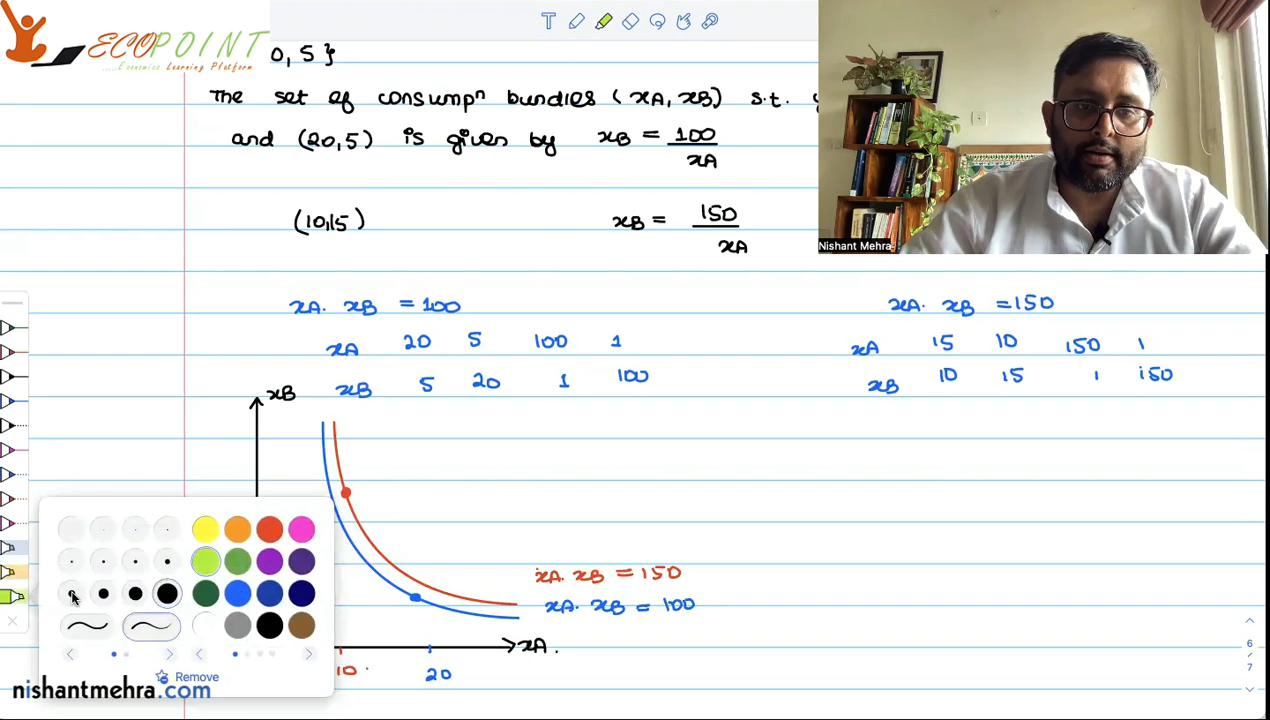 ECOPOINT
.....Economics Learning Platform
0, 5 }
The set of consumpⁿ bundles (xA, xB) s.t.
and (20,5) is given by xB = 100
xA
(10,15)
xB = 150
xA
xA. xB = 100
xA 20 5 100 1
xB 5 20 1 100
xA. xB = 150
xA 15 10 150 1
xB 10 15 1 150
xB
xA. xB = 150
xA. xB = 100
xA.
10
20
Nishant Mehra
Remove
nishantmehra.com
6
7
T